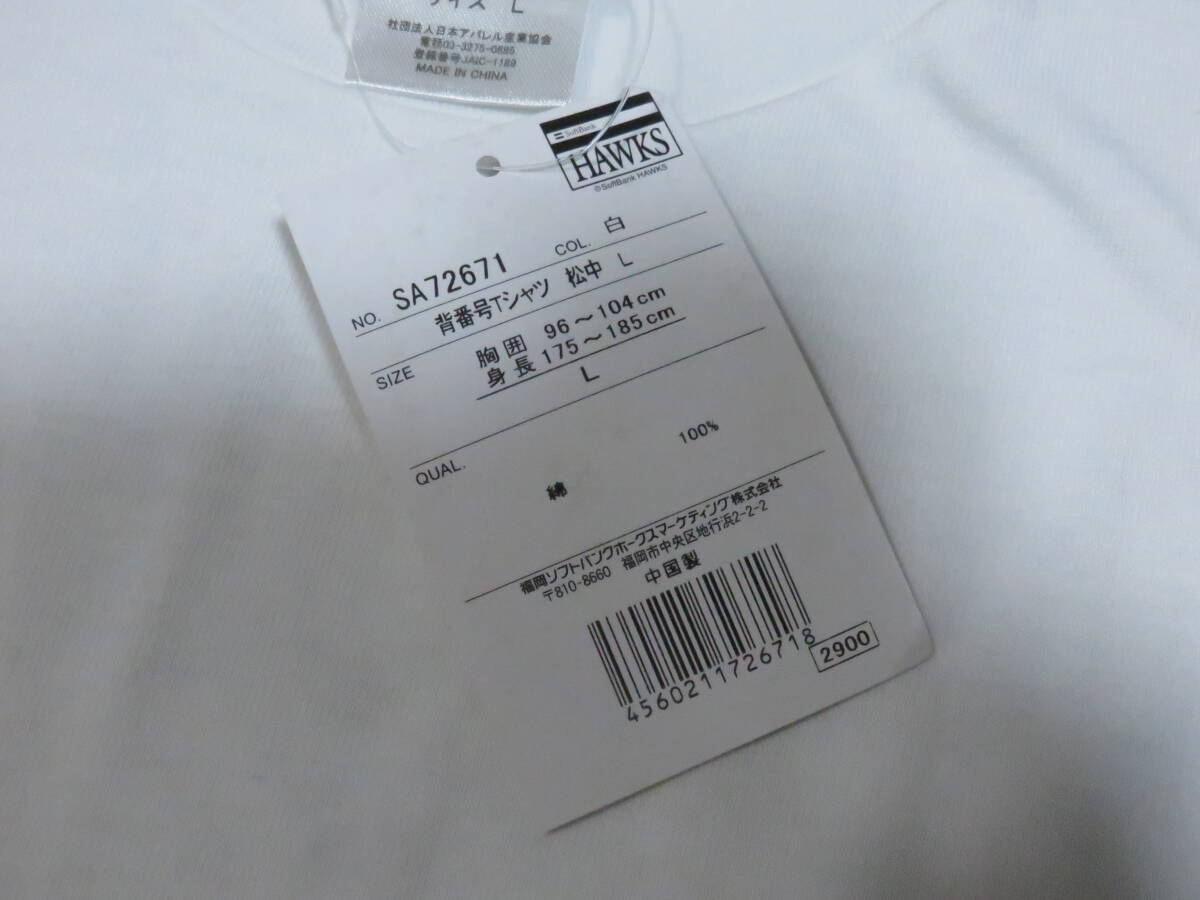 サイズ L
社団法人日本アパレル産業協会
電話03-3275-0685
登録番号JAIC-1189
MADE IN CHINA
SoftBank
HAWKS
©SoftBank HAWKS
NO. SA72671 COL. 白
背番号Tシャツ 松中 L
SIZE 胸囲 96～104cm
身長175～185cm
L
QUAL.
綿 100%
福岡ソフトバンクホークスマーケティング株式会社
〒810-8660 福岡市中央区地行浜2-2-2
中国製
4560211726718
2900